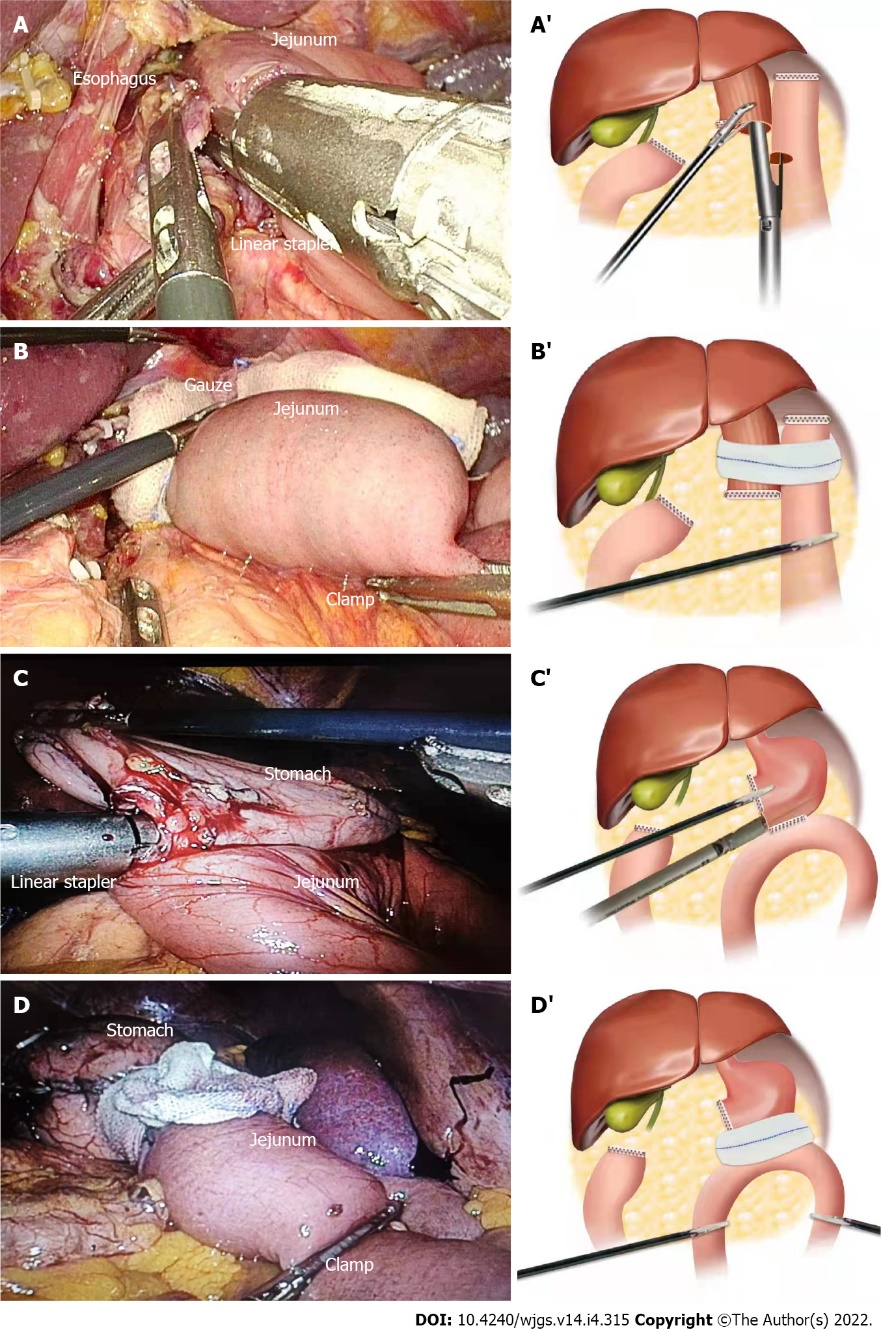 A
Jejunum
Esophagus
Linear stapler
A'
B
Gauze
Jejunum
Clamp
B'
C
Stomach
Linear stapler
Jejunum
C'
D
Stomach
Jejunum
Clamp
D'
DOI: 10.4240/wjgs.v14.i4.315 Copyright ©The Author(s) 2022.